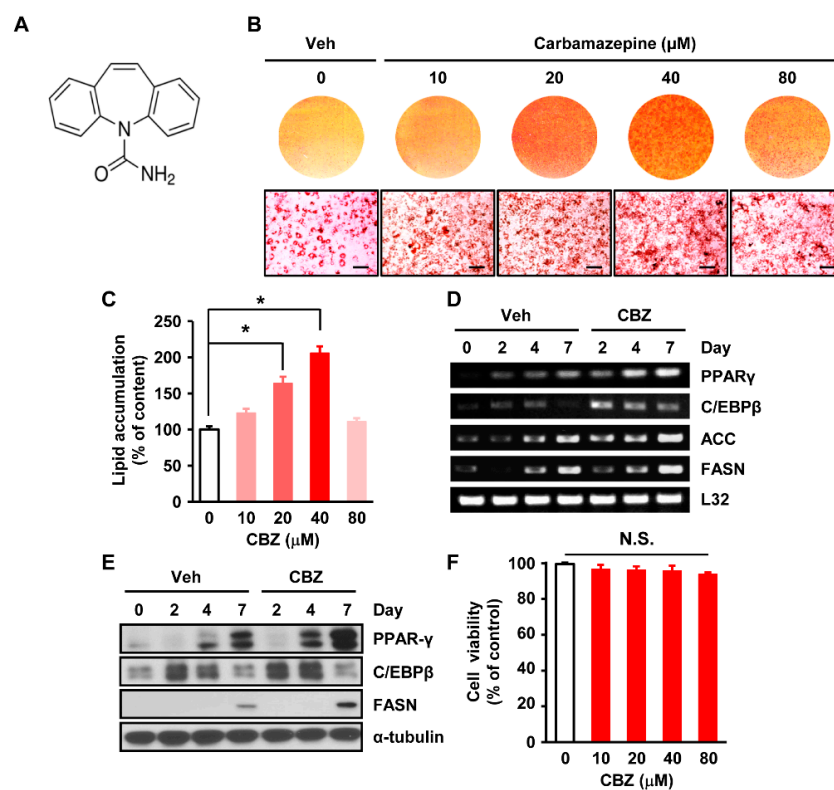 A
N
O
NH2
B
Veh
Carbamazepine (µM)
0 10 20 40 80
C
Lipid accumulation
(% of content)
250
200
150
100
50
0
*
*
0 10 20 40 80
CBZ (µM)
D
Veh CBZ
0 2 4 7 2 4 7 Day
PPARγ
C/EBPβ
ACC
FASN
L32
E
Veh CBZ
0 2 4 7 2 4 7 Day
PPAR-γ
C/EBPβ
FASN
α-tubulin
F
N.S.
Cell viability
(% of control)
100
80
60
40
20
0
0 10 20 40 80
CBZ (µM)